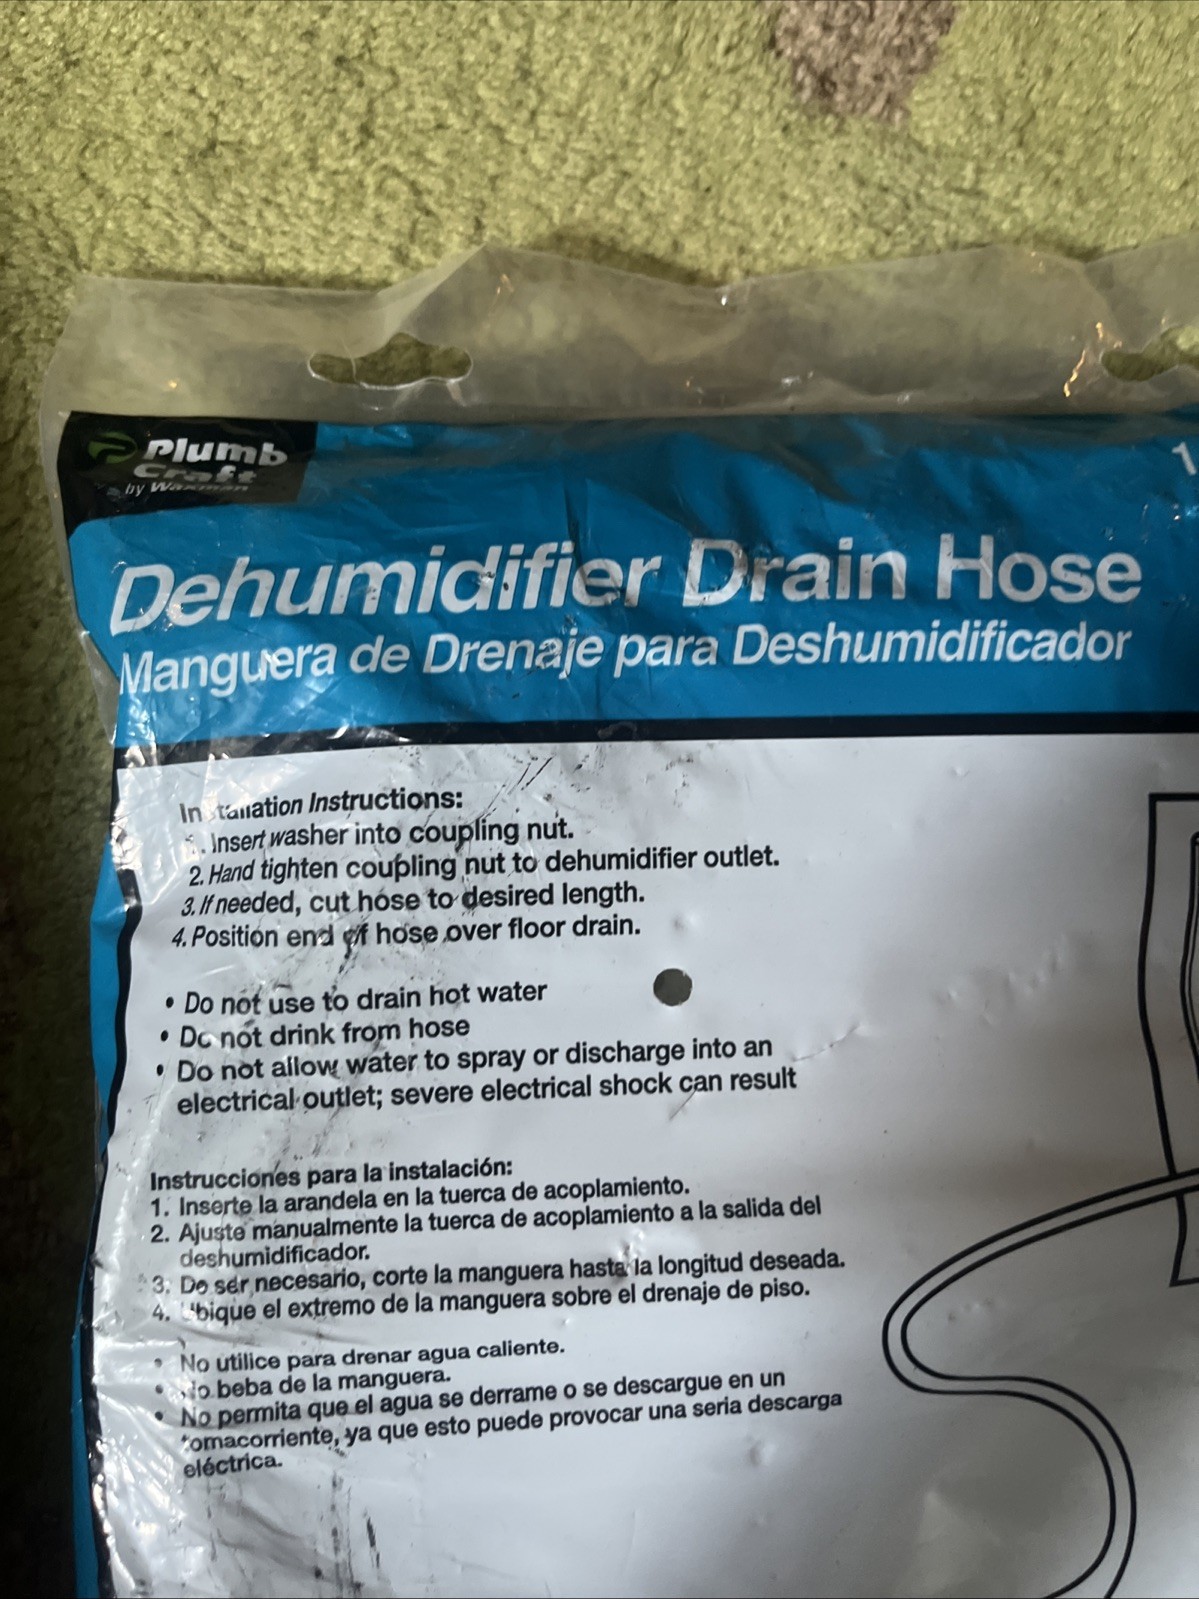 Plumb
Craft
by Waxman
1
Dehumidifier Drain Hose
Manguera de Drenaje para Deshumidificador
Installation Instructions:
1. Insert washer into coupling nut.
2. Hand tighten coupling nut to dehumidifier outlet.
3. If needed, cut hose to desired length.
4. Position end of hose over floor drain.
• Do not use to drain hot water
• Do not drink from hose
• Do not allow water to spray or discharge into an
electrical outlet; severe electrical shock can result
Instrucciones para la instalación:
1. Inserte la arandela en la tuerca de acoplamiento.
2. Ajuste manualmente la tuerca de acoplamiento a la salida del
deshumidificador.
3. De ser necesario, corte la manguera hasta la longitud deseada.
4. Ubique el extremo de la manguera sobre el drenaje de piso.
• No utilice para drenar agua caliente.
• No beba de la manguera.
• No permita que el agua se derrame o se descargue en un
tomacorriente, ya que esto puede provocar una seria descarga
eléctrica.